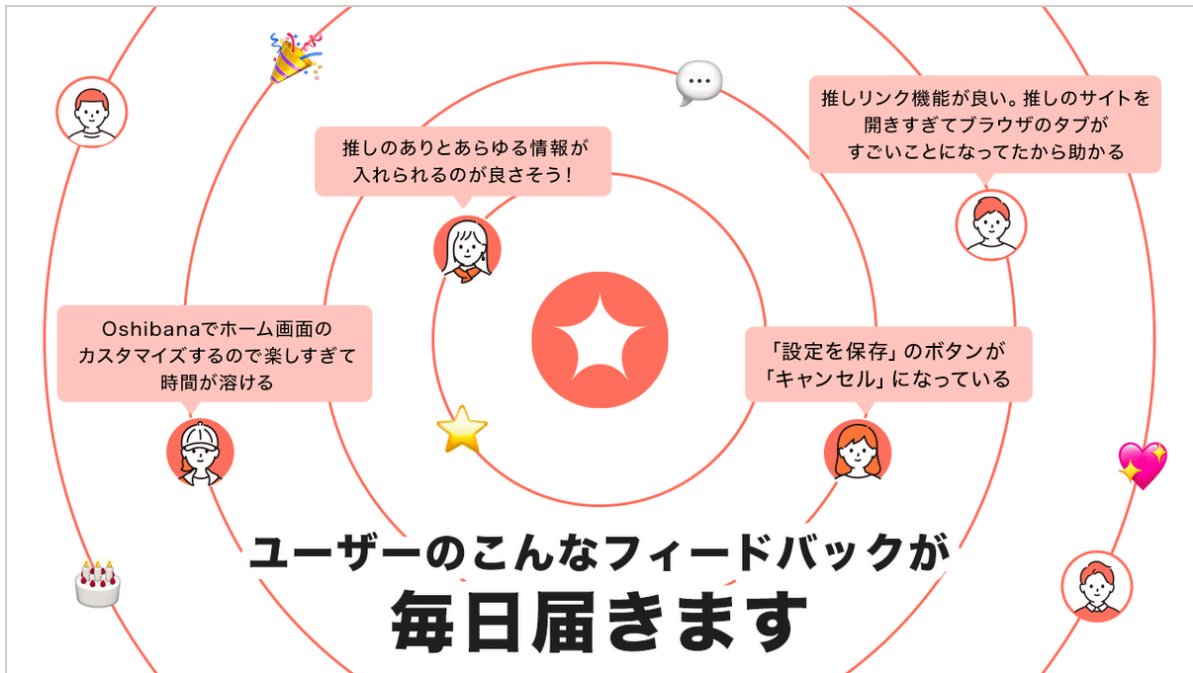 推しリンク機能が良い。推しのサイトを
開きすぎてブラウザのタブが
すごいことになってたから助かる
推しのありとあらゆる情報が
入れられるのが良さそう！
Oshibanaでホーム画面の
カスタマイズするので楽しすぎて
時間が溶ける
「設定を保存」のボタンが
「キャンセル」になっている
ユーザーのこんなフィードバックが
毎日届きます